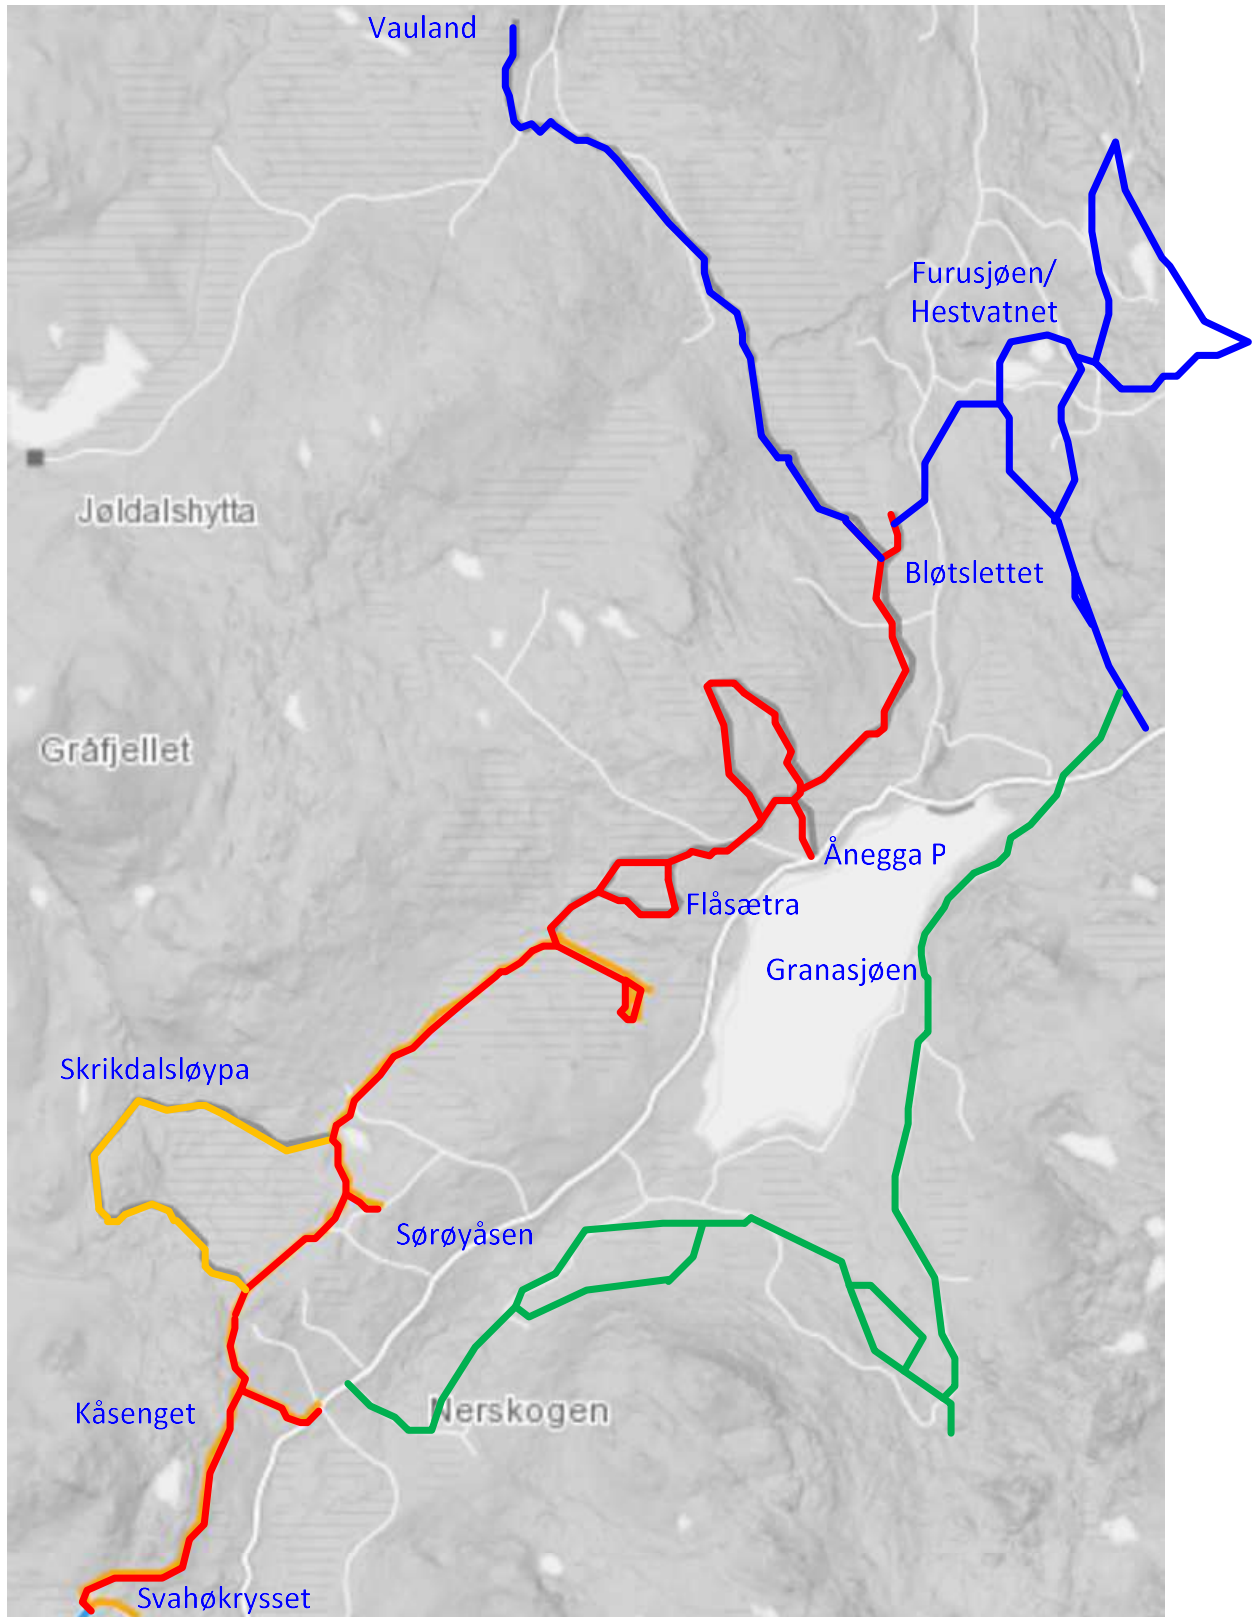 Vauland
Furusjøen/
Hestvatnet
Jøldalshytta
Bløtslettet
Gråfjellet
Ånegga P
Flåsætra
Granasjøen
Skrikdalsløypa
Sørøyåsen
Kåsenget
Nerskogen
Svahøkrysset